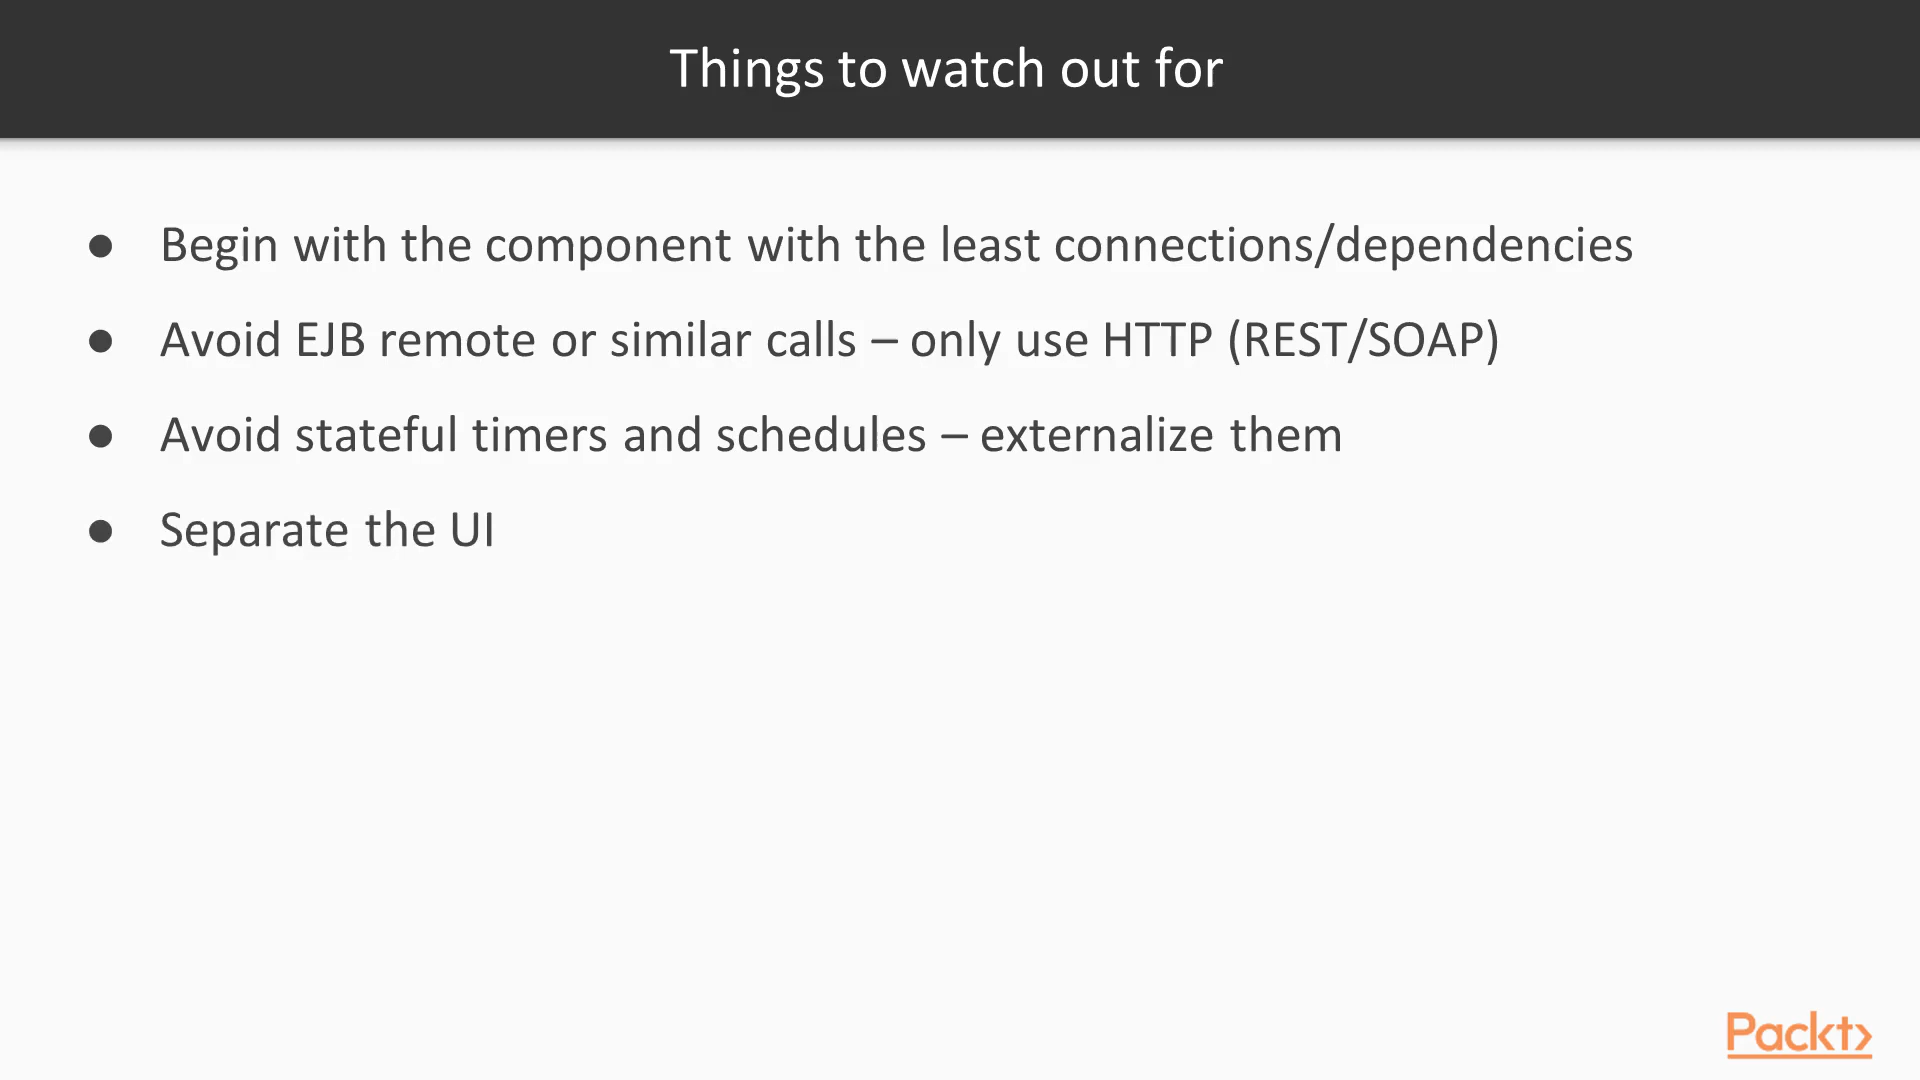 Things to watch out for
● Begin with the component with the least connections/dependencies
● Avoid EJB remote or similar calls – only use HTTP (REST/SOAP)
● Avoid stateful timers and schedules – externalize them
● Separate the UI
Packt>